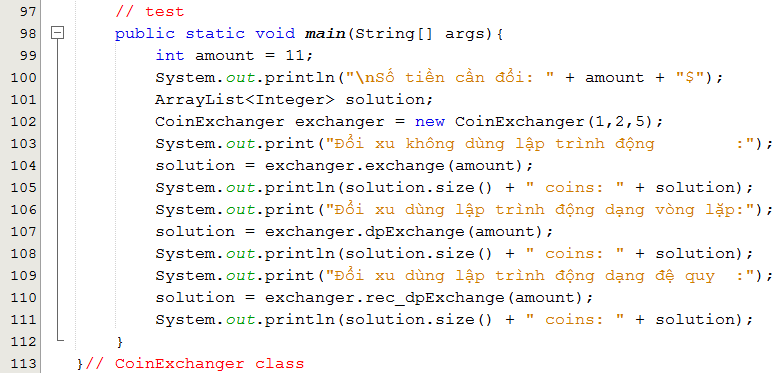 97 // test
98 public static void main(String[] args){
99 int amount = 11;
100 System.out.println("\nSố tiền cần đổi: " + amount + "$");
101 ArrayList<Integer> solution;
102 CoinExchanger exchanger = new CoinExchanger(1,2,5);
103 System.out.print("Đổi xu không dùng lập trình động        :");
104 solution = exchanger.exchange(amount);
105 System.out.println(solution.size() + " coins: " + solution);
106 System.out.print("Đổi xu dùng lập trình động dạng vòng lặp:");
107 solution = exchanger.dpExchange(amount);
108 System.out.println(solution.size() + " coins: " + solution);
109 System.out.print("Đổi xu dùng lập trình động dạng đệ quy  :");
110 solution = exchanger.rec_dpExchange(amount);
111 System.out.println(solution.size() + " coins: " + solution);
112 }
113 }// CoinExchanger class